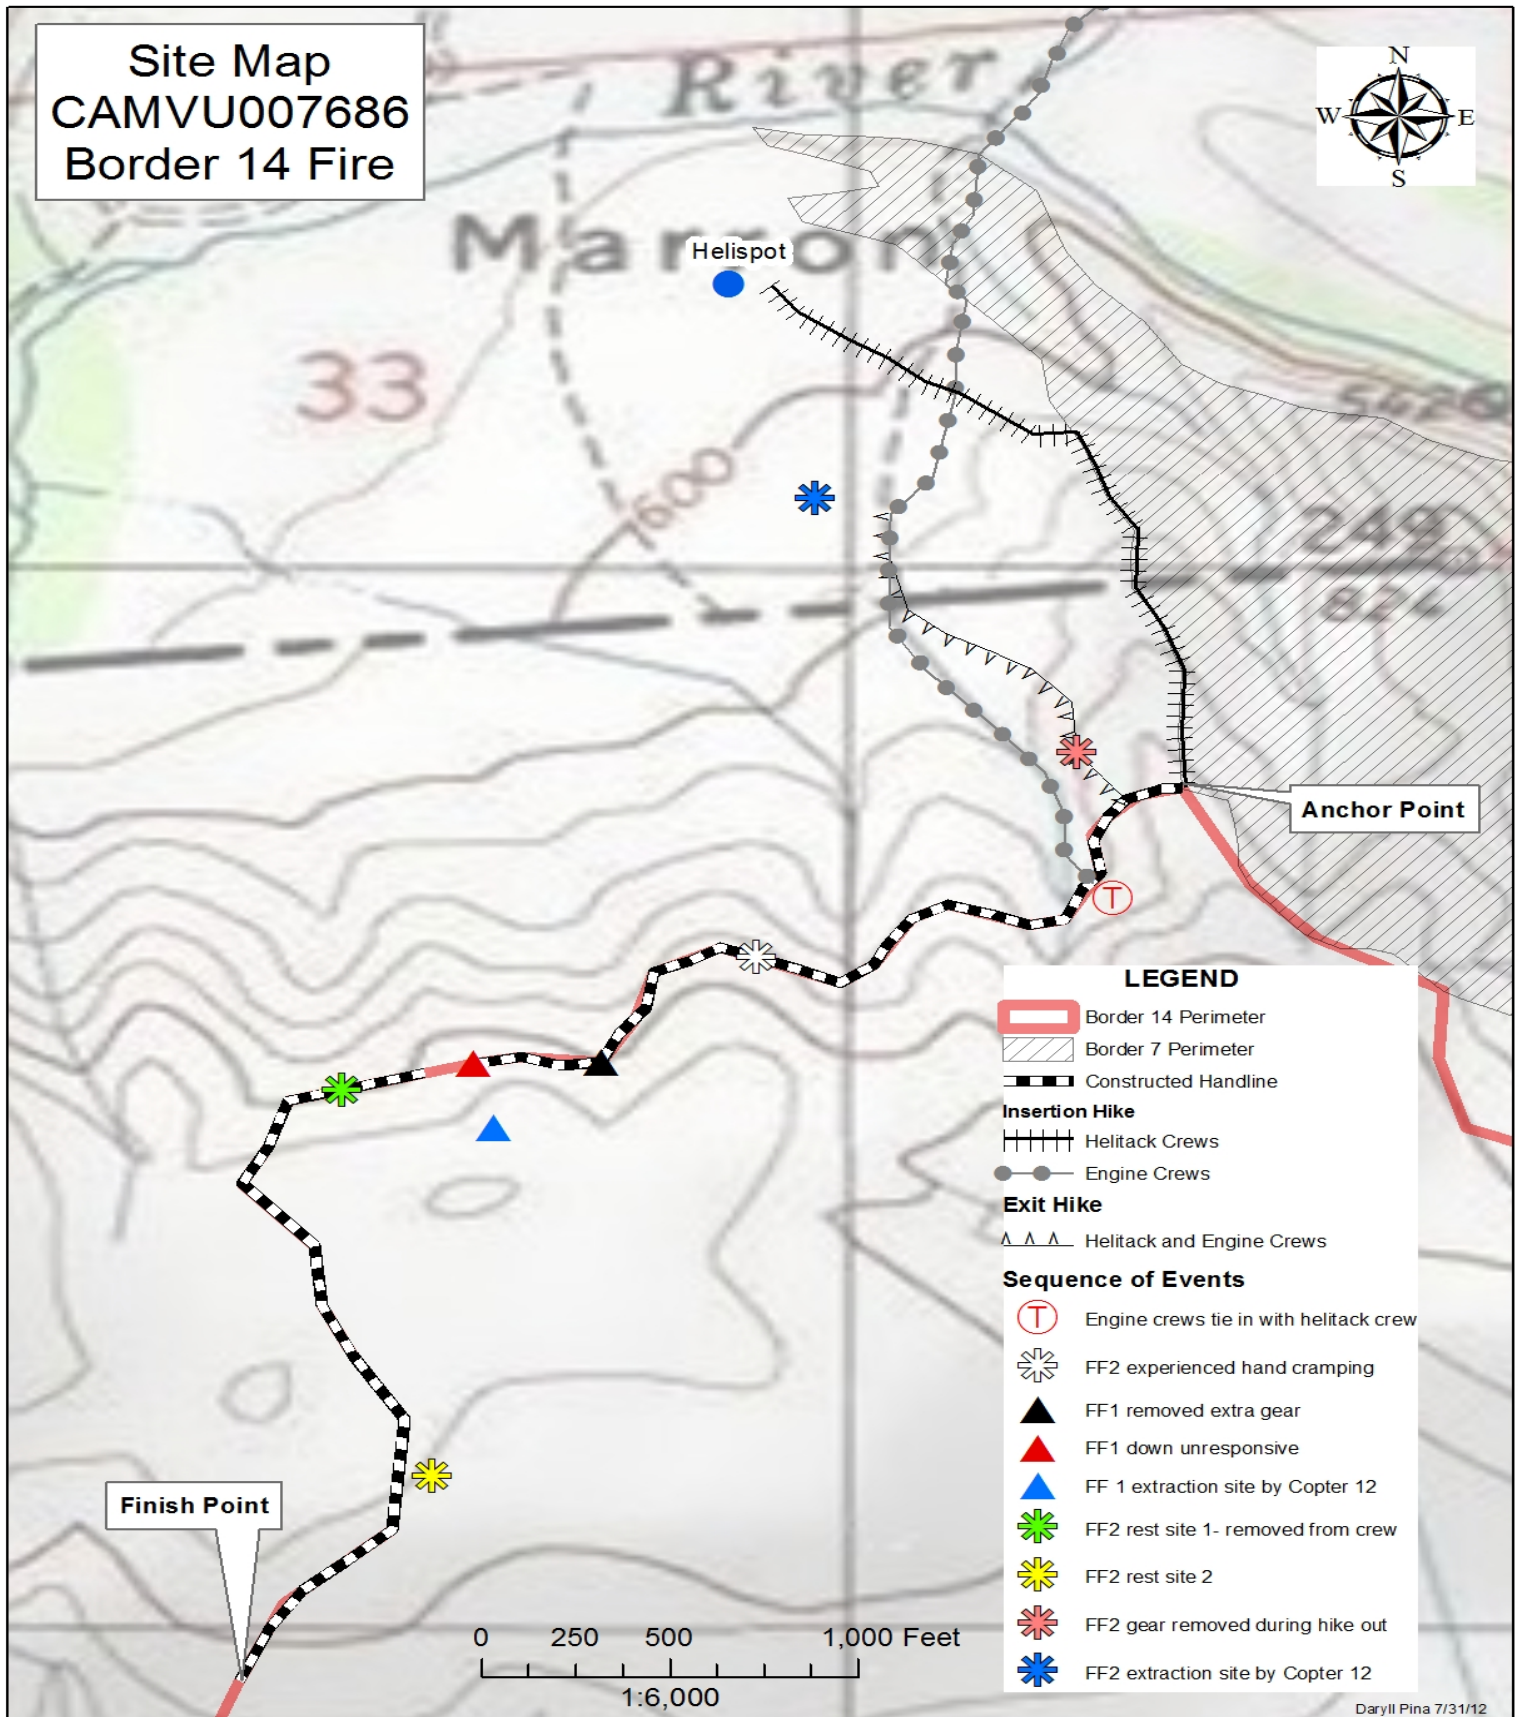 Site Map
CAMVU007686
Border 14 Fire
N
W
E
S
River
Marron
Helispot
33
600
Anchor Point
T
LEGEND
Border 14 Perimeter
Border 7 Perimeter
Constructed Handline
Insertion Hike
Helitack Crews
Engine Crews
Exit Hike
Helitack and Engine Crews
Sequence of Events
T
Engine crews tie in with helitack crew
FF2 experienced hand cramping
FF1 removed extra gear
FF1 down unresponsive
FF 1 extraction site by Copter 12
FF2 rest site 1- removed from crew
FF2 rest site 2
FF2 gear removed during hike out
FF2 extraction site by Copter 12
Finish Point
0 250 500 1,000 Feet
1:6,000
Daryll Pina 7/31/12